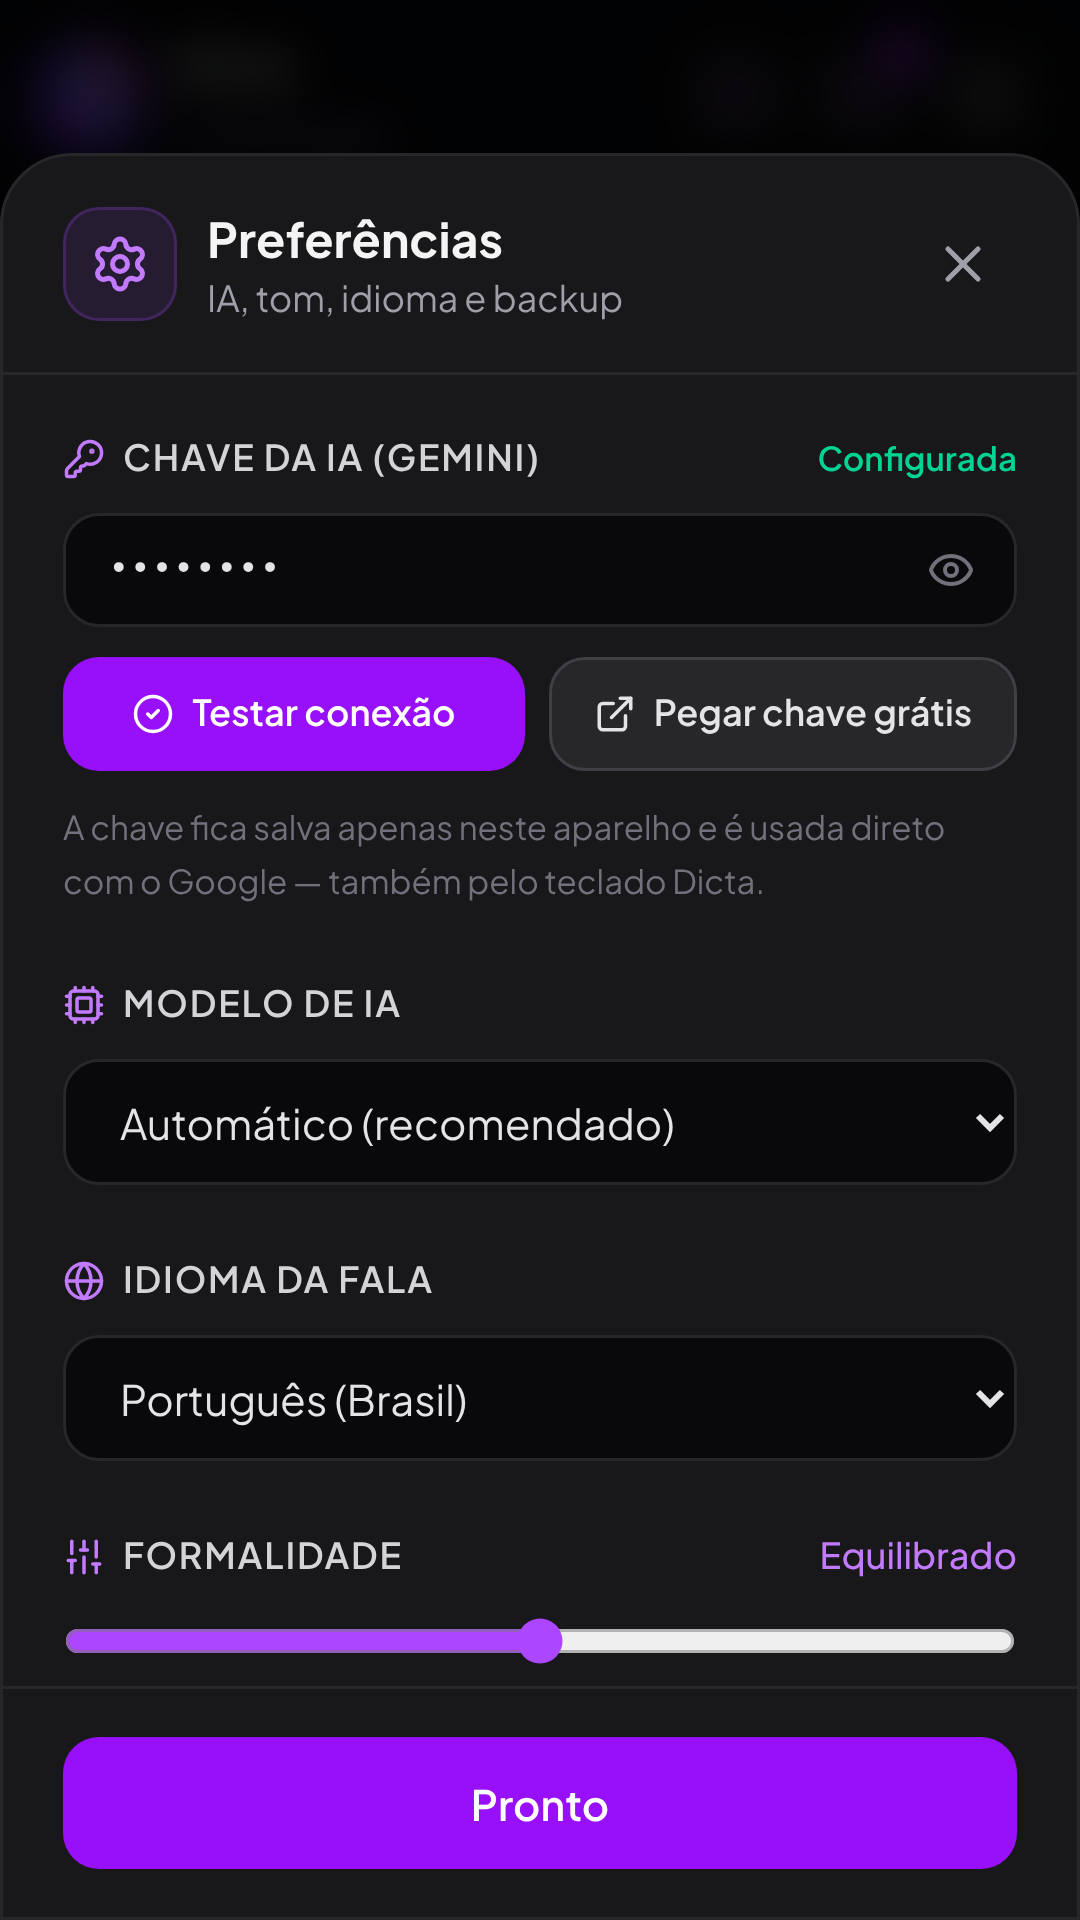 Preferências
IA, tom, idioma e backup
CHAVE DA IA (GEMINI)
Configurada
••••••••
Testar conexão
Pegar chave grátis
A chave fica salva apenas neste aparelho e é usada direto
com o Google — também pelo teclado Dicta.
MODELO DE IA
Automático (recomendado)
IDIOMA DA FALA
Português (Brasil)
FORMALIDADE
Equilibrado
Pronto